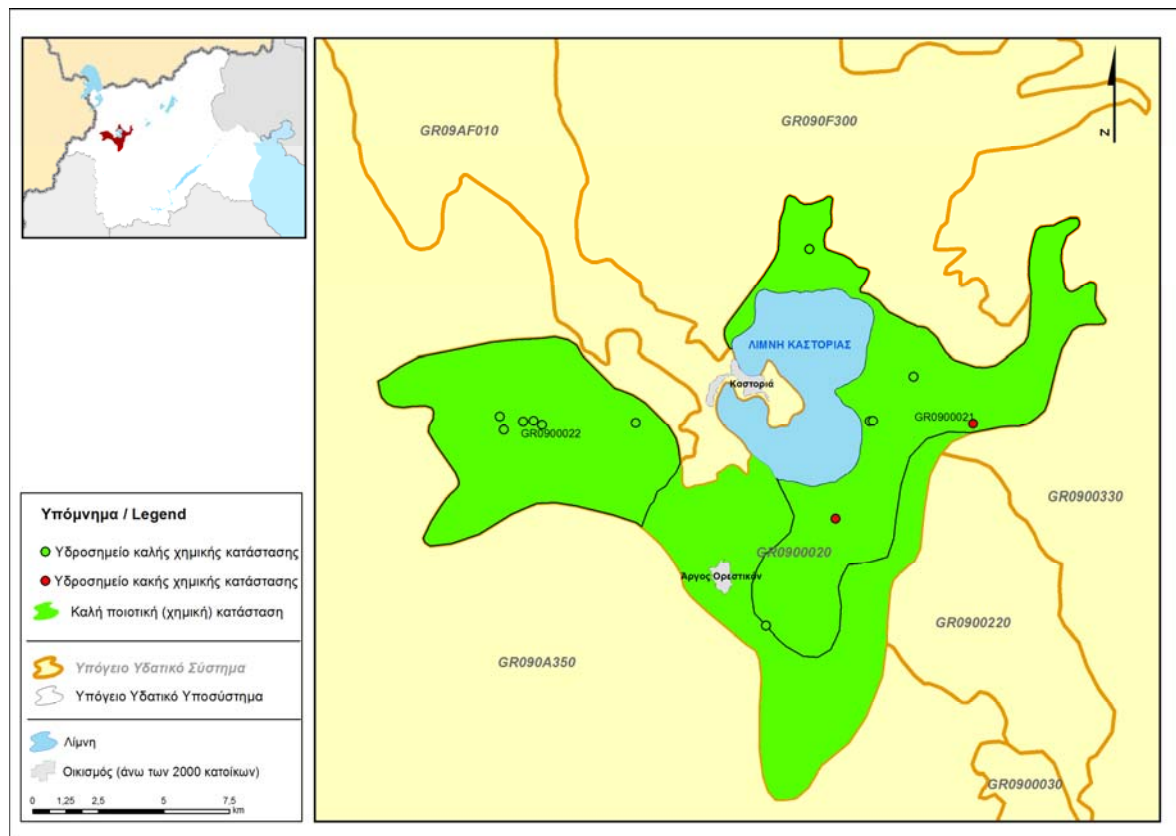 GR09AF010
GR090F300
N
ΛΙΜΝΗ ΚΑΣΤΟΡΙΑΣ
Καστοριά
GR0900021
GR0900022
GR0900330
GR0900020
Άργος Ορεστικόν
GR0900220
GR090A350
GR0900030
Υπόμνημα / Legend
Υδροσημείο καλής χημικής κατάστασης
Υδροσημείο κακής χημικής κατάστασης
Καλή ποιοτική (χημική) κατάσταση
Υπόγειο Υδατικό Σύστημα
Υπόγειο Υδατικό Υποσύστημα
Λίμνη
Οικισμός (άνω των 2000 κατοίκων)
0 1,25 2,5 5 7,5
km